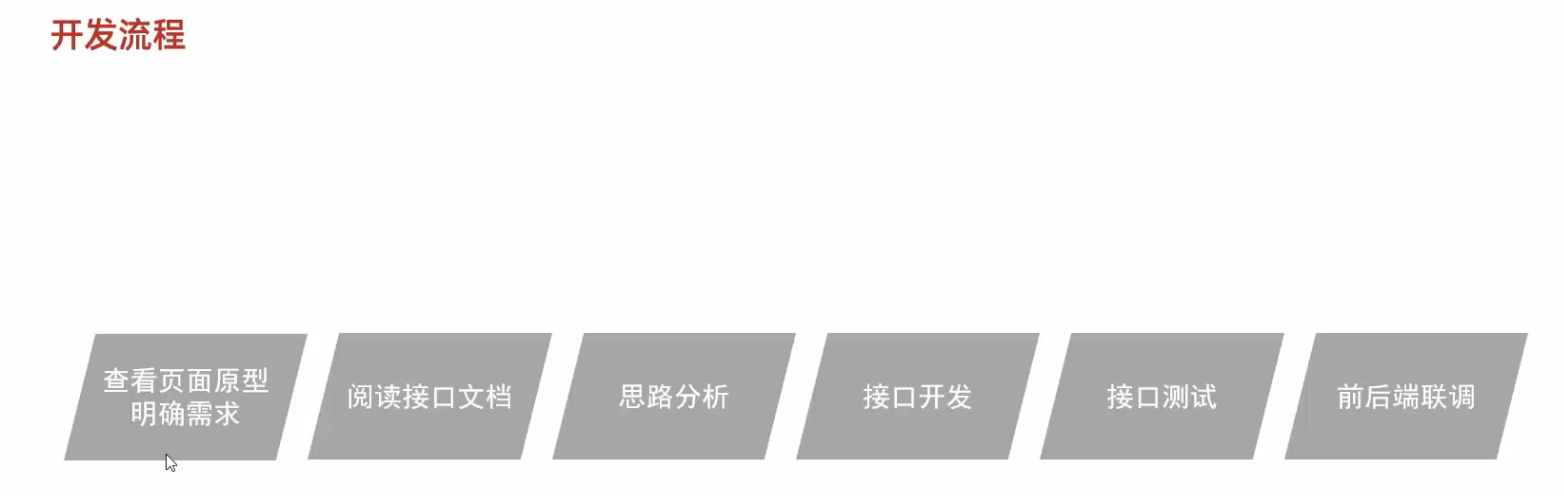 开发流程
查看页面原型
明确需求
阅读接口文档
思路分析
接口开发
接口测试
前后端联调